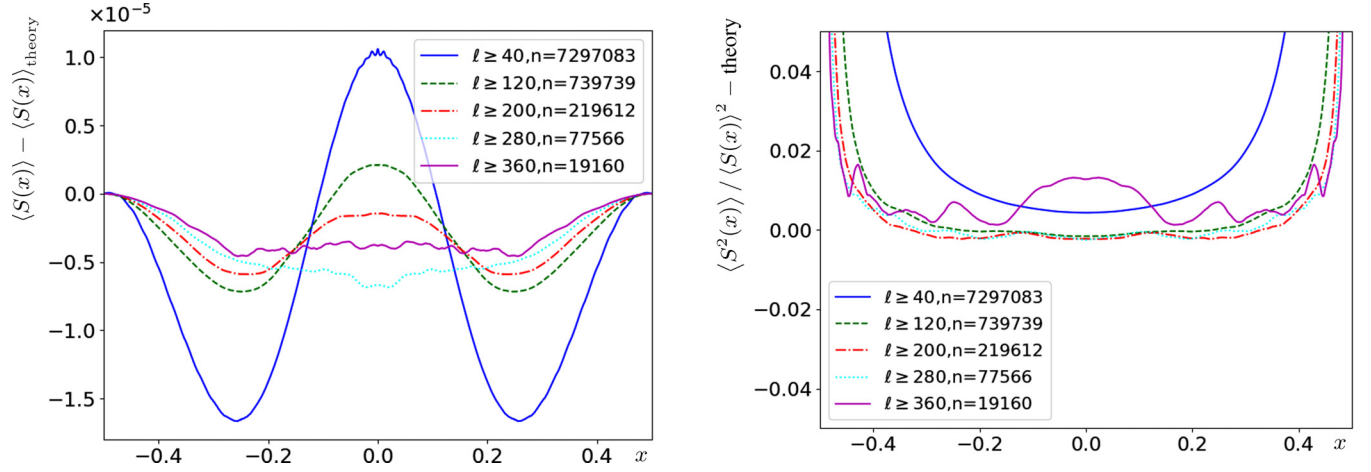 ×10⁻⁵
⟨S(x)⟩ − ⟨S(x)⟩theory
1.0
0.5
0.0
−0.5
−1.0
−1.5
ℓ ≥ 40,n=7297083
ℓ ≥ 120,n=739739
ℓ ≥ 200,n=219612
ℓ ≥ 280,n=77566
ℓ ≥ 360,n=19160
−0.4
−0.2
0.0
0.2
0.4
x
⟨S²(x)⟩ / ⟨S(x)⟩² − theory
0.04
0.02
0.00
−0.02
−0.04
ℓ ≥ 40,n=7297083
ℓ ≥ 120,n=739739
ℓ ≥ 200,n=219612
ℓ ≥ 280,n=77566
ℓ ≥ 360,n=19160
−0.4
−0.2
0.0
0.2
0.4
x